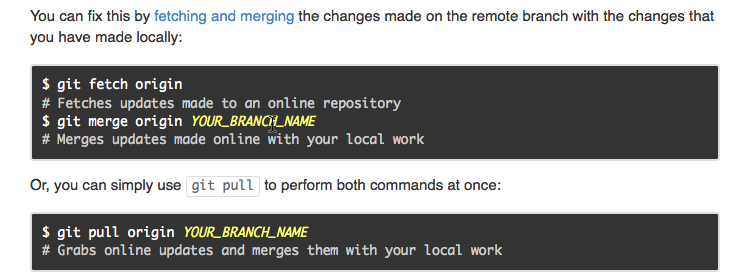 You can fix this by fetching and merging the changes made on the remote branch with the changes that
you have made locally:
$ git fetch origin
# Fetches updates made to an online repository
$ git merge origin YOUR_BRANCH_NAME
# Merges updates made online with your local work
Or, you can simply use git pull to perform both commands at once:
$ git pull origin YOUR_BRANCH_NAME
# Grabs online updates and merges them with your local work